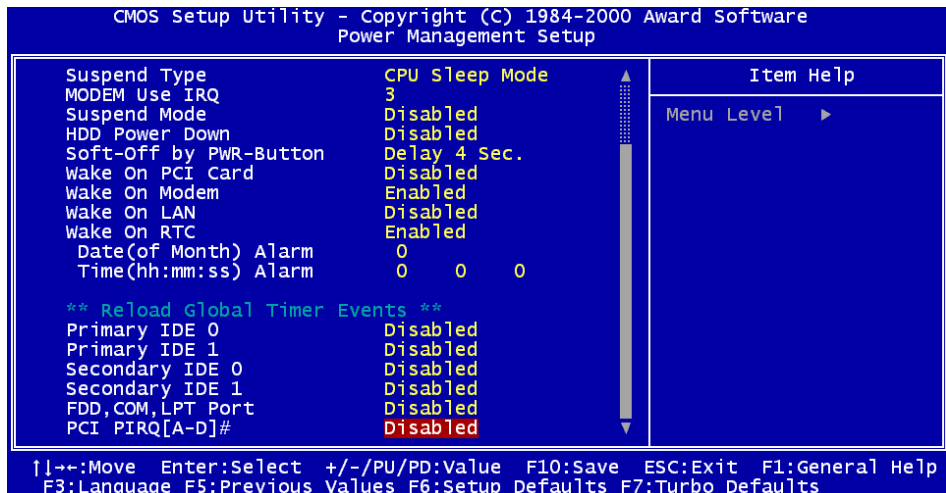 CMOS Setup Utility - Copyright (C) 1984-2000 Award Software
Power Management Setup
Suspend Type CPU Sleep Mode
MODEM Use IRQ 3
Suspend Mode Disabled
HDD Power Down Disabled
Soft-Off by PWR-Button Delay 4 Sec.
Wake On PCI Card Disabled
Wake On Modem Enabled
Wake On LAN Disabled
Wake On RTC Enabled
Date(of Month) Alarm 0
Time(hh:mm:ss) Alarm 0 0 0
** Reload Global Timer Events **
Primary IDE 0 Disabled
Primary IDE 1 Disabled
Secondary IDE 0 Disabled
Secondary IDE 1 Disabled
FDD,COM,LPT Port Disabled
PCI PIRQ[A-D]# Disabled
Item Help
Menu Level ►
↑↓→←:Move Enter:Select +/-/PU/PD:Value F10:Save ESC:Exit F1:General Help
F3:Language F5:Previous Values F6:Setup Defaults F7:Turbo Defaults